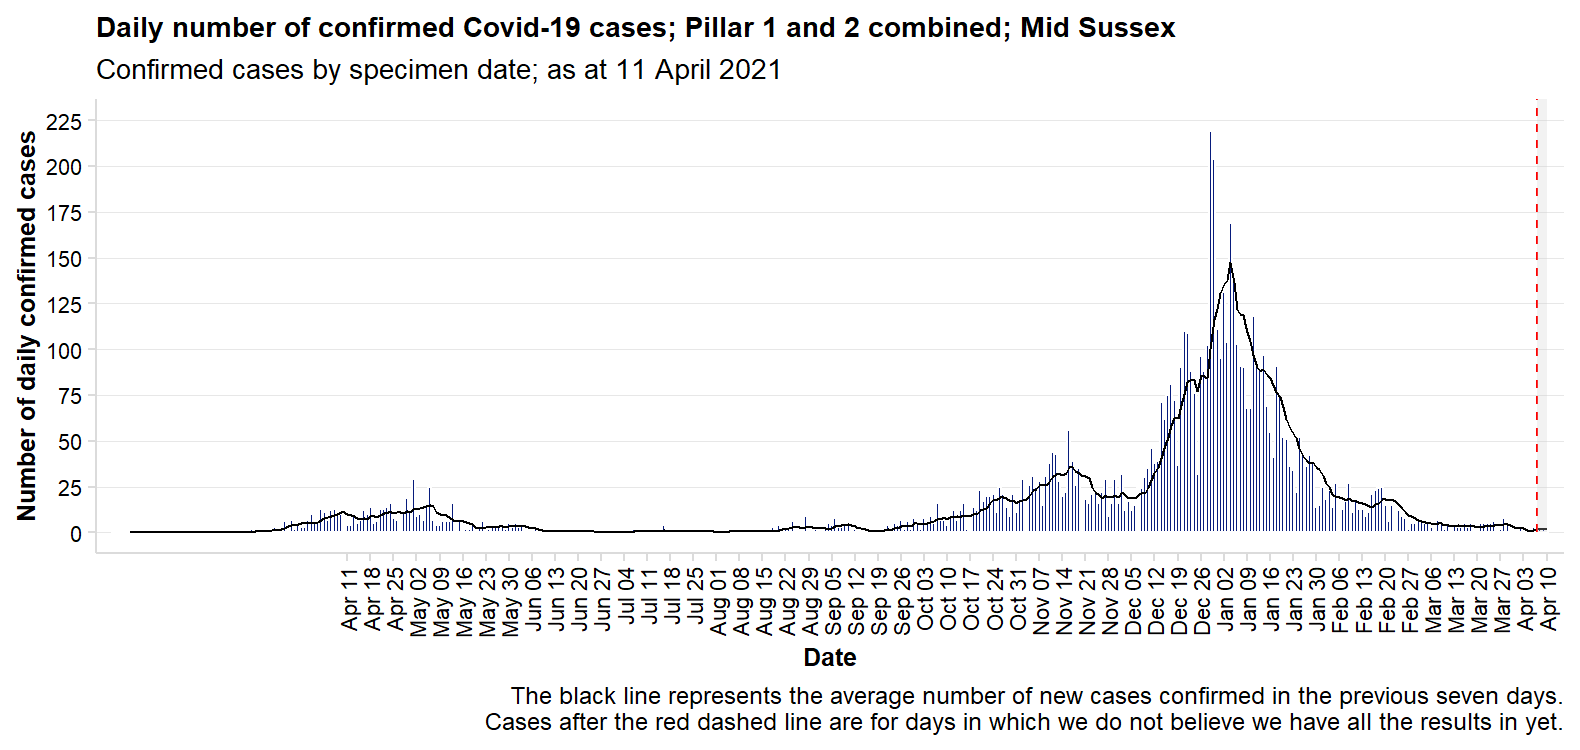 Daily number of confirmed Covid-19 cases; Pillar 1 and 2 combined; Mid Sussex
Confirmed cases by specimen date; as at 11 April 2021
Number of daily confirmed cases
225
200
175
150
125
100
75
50
25
0
Apr 11
Apr 18
Apr 25
May 02
May 09
May 16
May 23
May 30
Jun 06
Jun 13
Jun 20
Jun 27
Jul 04
Jul 11
Jul 18
Jul 25
Aug 01
Aug 08
Aug 15
Aug 22
Aug 29
Sep 05
Sep 12
Sep 19
Sep 26
Oct 03
Oct 10
Oct 17
Oct 24
Oct 31
Nov 07
Nov 14
Nov 21
Nov 28
Dec 05
Dec 12
Dec 19
Dec 26
Jan 02
Jan 09
Jan 16
Jan 23
Jan 30
Feb 06
Feb 13
Feb 20
Feb 27
Mar 06
Mar 13
Mar 20
Mar 27
Apr 03
Apr 10
Date
The black line represents the average number of new cases confirmed in the previous seven days.
Cases after the red dashed line are for days in which we do not believe we have all the results in yet.